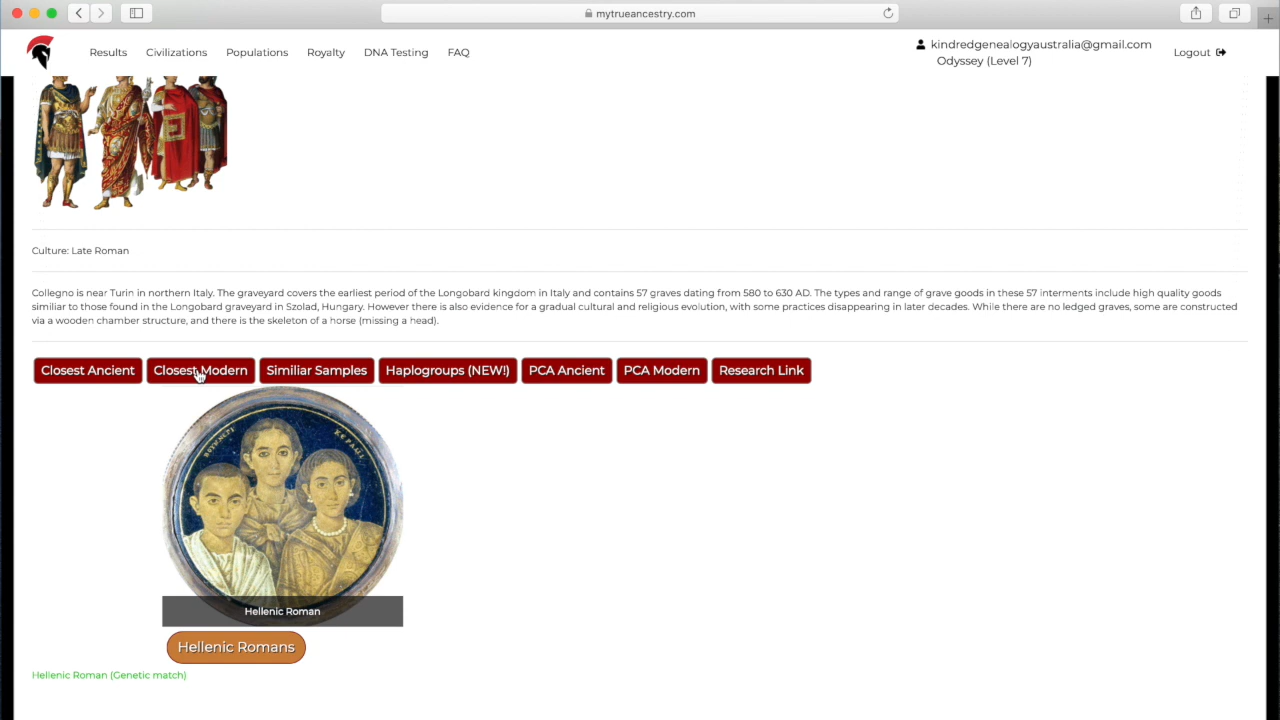 mytrueancestry.com
Results Civilizations Populations Royalty DNA Testing FAQ
kindredgenealogyaustralia@gmail.com
Odyssey (Level 7)
Logout
Culture: Late Roman
Collegno is near Turin in northern Italy. The graveyard covers the earliest period of the Longobard kingdom in Italy and contains 57 graves dating from 580 to 630 AD. The types and range of grave goods in these 57 interments include high quality goods
similiar to those found in the Longobard graveyard in Szolad, Hungary. However there is also evidence for a gradual cultural and religious evolution, with some practices disappearing in later decades. While there are no ledged graves, some are constructed
via a wooden chamber structure, and there is the skeleton of a horse (missing a head).
Closest Ancient Closest Modern Similiar Samples Haplogroups (NEW!) PCA Ancient PCA Modern Research Link
Hellenic Roman
Hellenic Romans
Hellenic Roman (Genetic match)